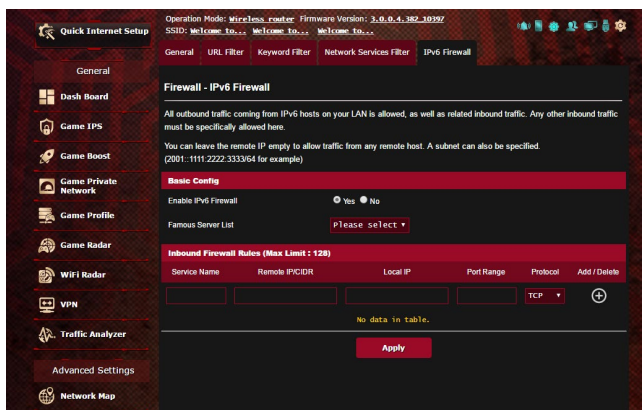 Quick Internet Setup
Operation Mode: Wireless router Firmware Version: 3.0.0.4.382_10397
SSID: Welcome to... Welcome to... Welcome to...
General
URL Filter
Keyword Filter
Network Services Filter
IPv6 Firewall
General
Dash Board
Game IPS
Game Boost
Game Private
Network
Game Profile
Game Radar
WiFi Radar
VPN
Traffic Analyzer
Advanced Settings
Network Map
Firewall - IPv6 Firewall
All outbound traffic coming from IPv6 hosts on your LAN is allowed, as well as related inbound traffic. Any other inbound traffic
must be specifically allowed here.
You can leave the remote IP empty to allow traffic from any remote host. A subnet can also be specified.
(2001::1111:2222:3333/64 for example)
Basic Config
Enable IPv6 Firewall
Yes No
Famous Server List
Please select
Inbound Firewall Rules (Max Limit : 128)
Service Name
Remote IP/CIDR
Local IP
Port Range
Protocol
Add / Delete
TCP
No data in table.
Apply